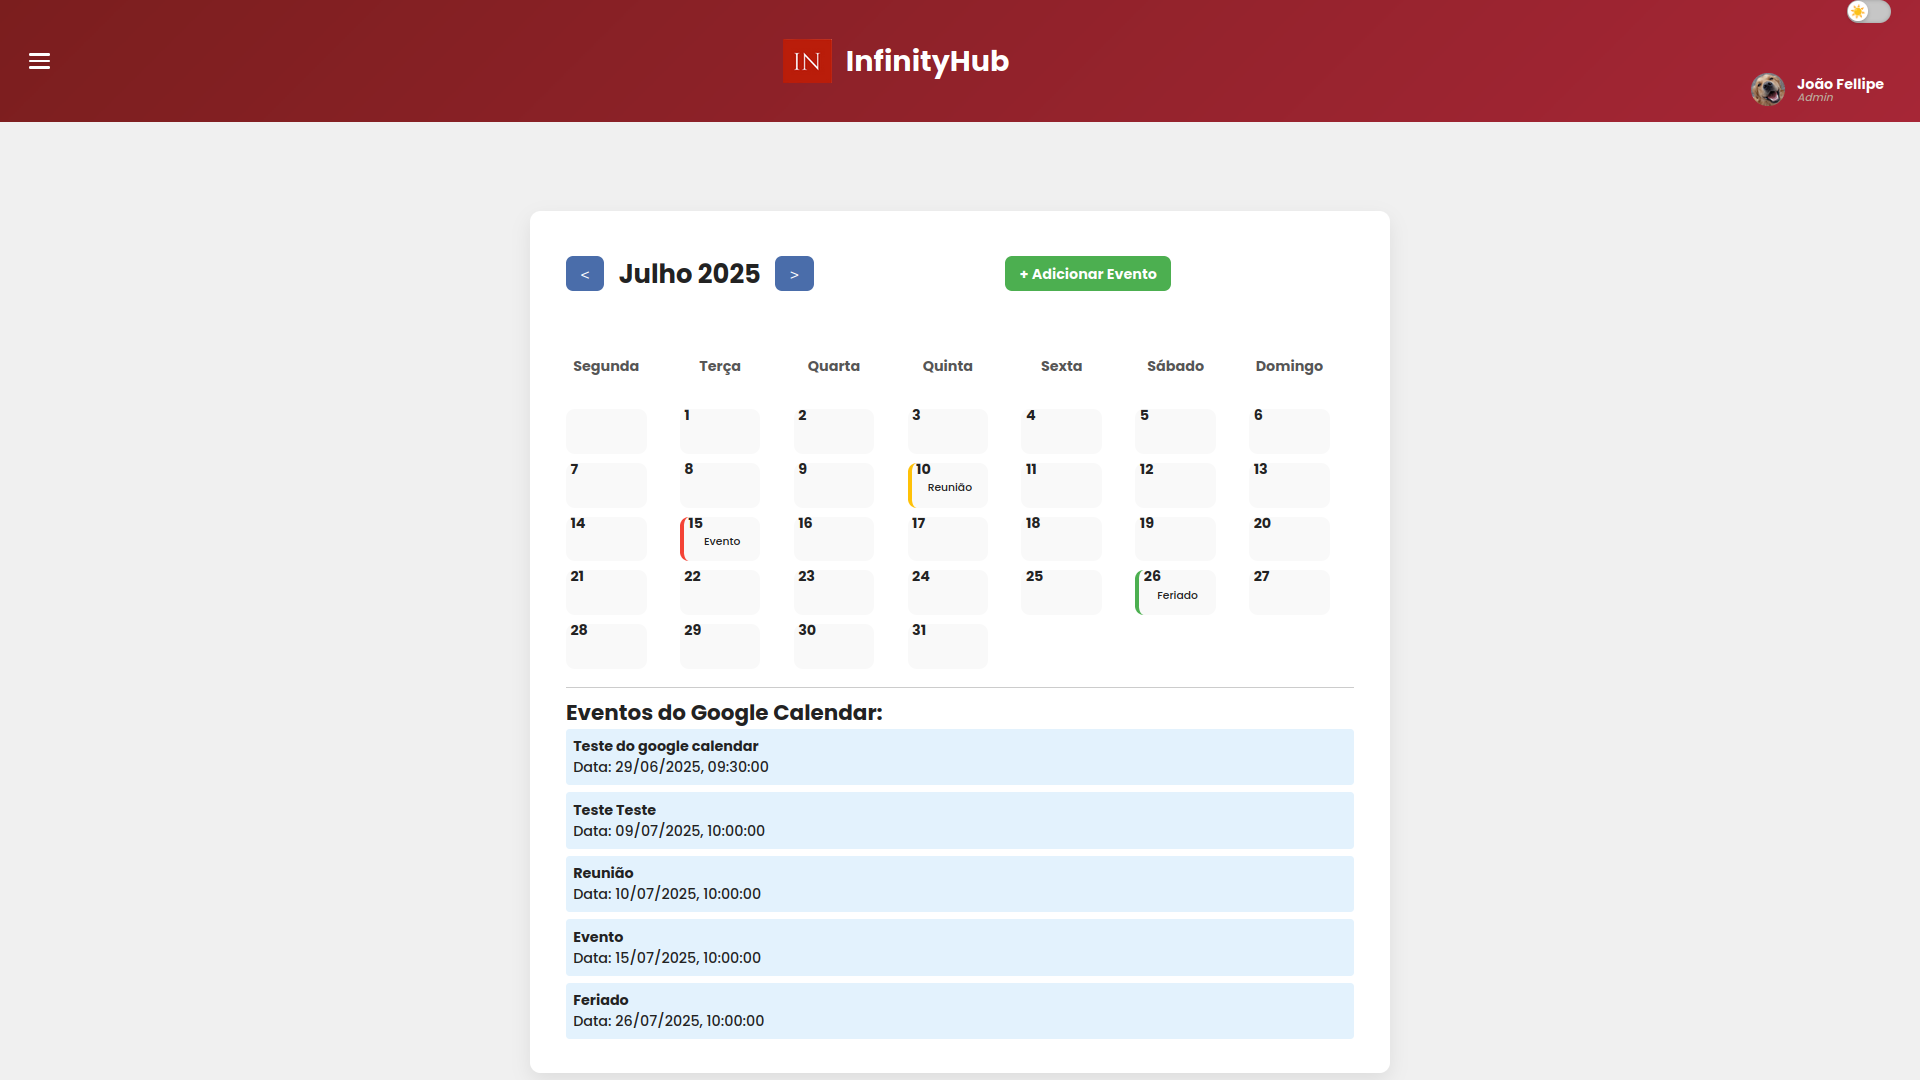 IN InfinityHub
João Fellipe
Admin
< Julho 2025 > + Adicionar Evento
Segunda Terça Quarta Quinta Sexta Sábado Domingo
1 2 3 4 5 6
7 8 9 10 11 12 13
Reunião
14 15 16 17 18 19 20
Evento
21 22 23 24 25 26 27
Feriado
28 29 30 31
Eventos do Google Calendar:
Teste do google calendar
Data: 29/06/2025, 09:30:00
Teste Teste
Data: 09/07/2025, 10:00:00
Reunião
Data: 10/07/2025, 10:00:00
Evento
Data: 15/07/2025, 10:00:00
Feriado
Data: 26/07/2025, 10:00:00